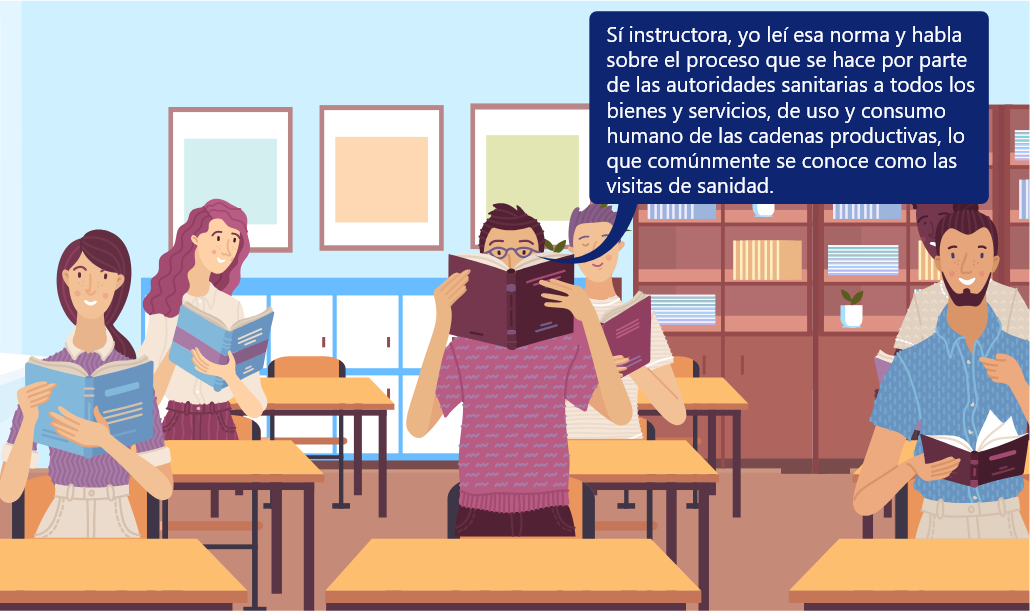 Sí instructora, yo leí esa norma y habla
sobre el proceso que se hace por parte
de las autoridades sanitarias a todos los
bienes y servicios, de uso y consumo
humano de las cadenas productivas, lo
que comúnmente se conoce como las
visitas de sanidad.